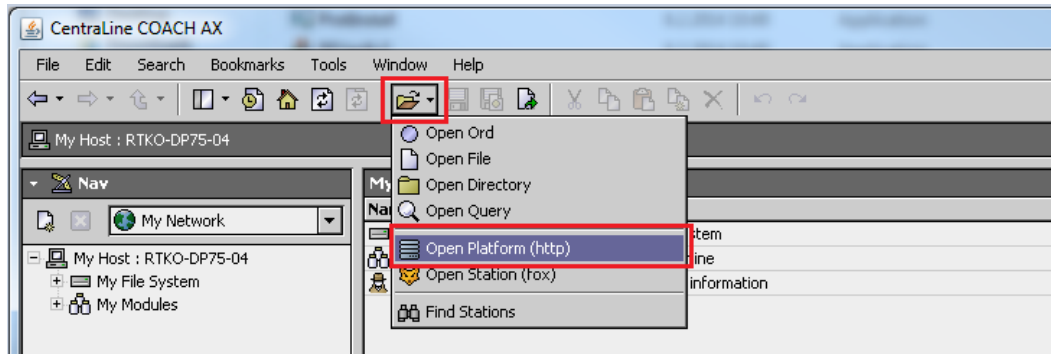 CentraLine COACH AX
File Edit Search Bookmarks Tools Window Help
My Host : RTKO-DP75-04
Nav
My Network
My Host : RTKO-DP75-04
My File System
My Modules
Open Ord
Open File
Open Directory
Open Query
Open Platform (http)
Open Station (fox)
Find Stations
My
Na
stem
ine
information